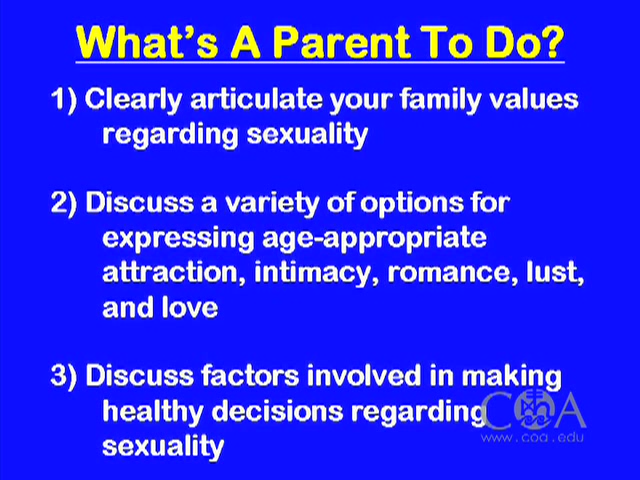 What's A Parent To Do?
1) Clearly articulate your family values
regarding sexuality
2) Discuss a variety of options for
expressing age-appropriate
attraction, intimacy, romance, lust,
and love
3) Discuss factors involved in making
healthy decisions regarding
sexuality
COA
www.coa.edu